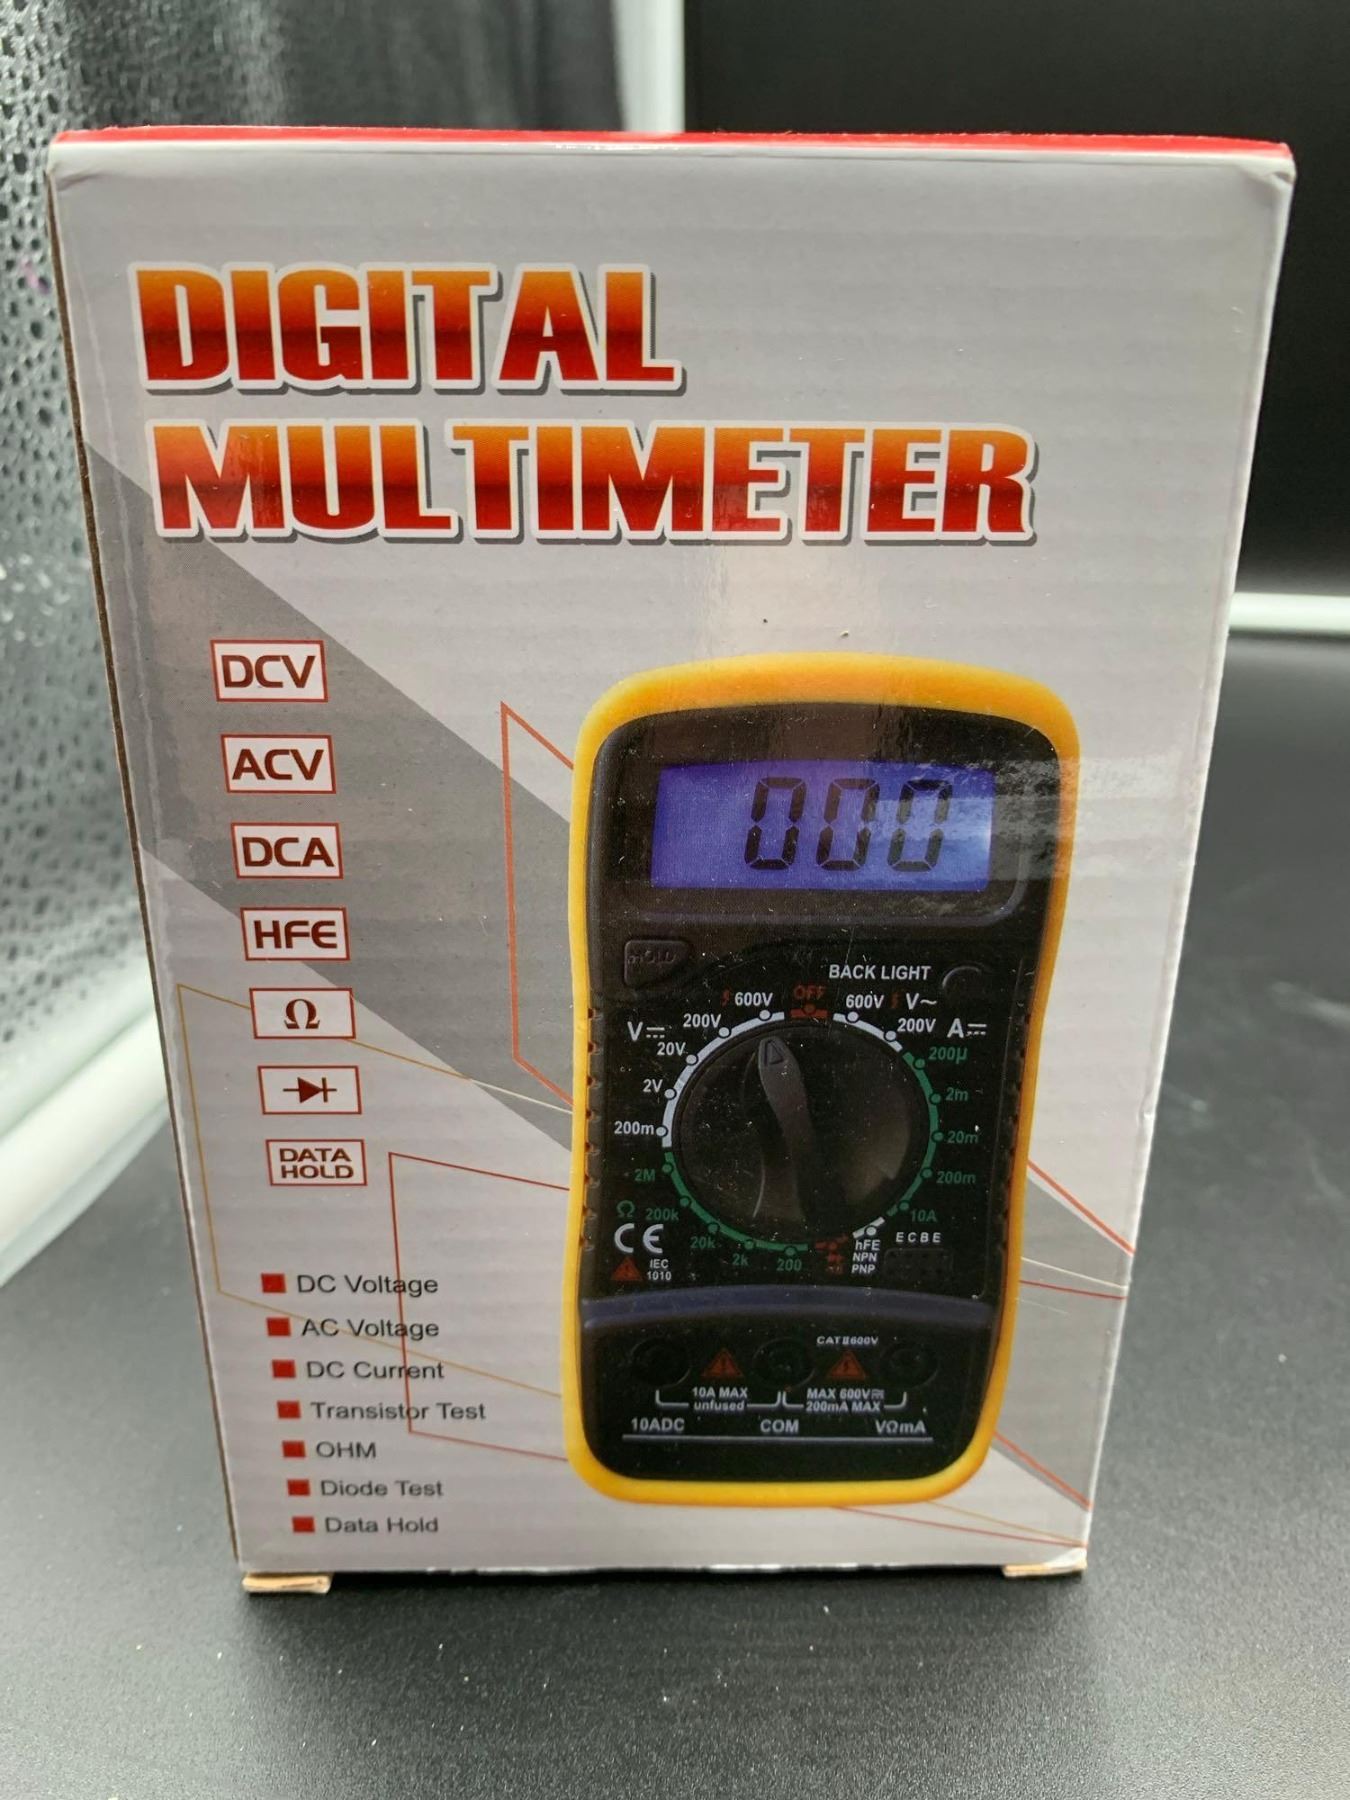 DIGITAL
MULTIMETER
DCV
ACV
DCA
HFE
Ω
DATA
HOLD
DC Voltage
AC Voltage
DC Current
Transistor Test
OHM
Diode Test
Data Hold
000
HOLD
BACK LIGHT
600V OFF 600V V~
V 200V 200V A
20V 200µ
2V 2m
200m 20m
2M 200m
Ω 200k 10A
20k 2k 200
hFE
NPN
PNP
E C B E
CE
IEC
1010
CAT II 600V
10A MAX
unfused
MAX 600V
200mA MAX
10ADC COM VΩmA